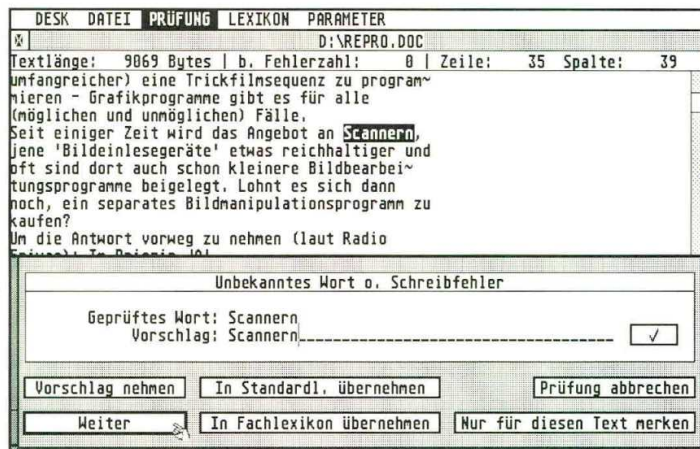 DESK DATEI PRÜFUNG LEXIKON PARAMETER
D:\REPRO.DOC
Textlänge: 9069 Bytes | b. Fehlerzahl: 0 | Zeile: 35 Spalte: 39
umfangreicher) eine Trickfilmsequenz zu program~
mieren - Grafikprogramme gibt es für alle
(möglichen und unmöglichen) Fälle.
Seit einiger Zeit wird das Angebot an Scannern,
jene 'Bildeinlesegeräte' etwas reichhaltiger und
oft sind dort auch schon kleinere Bildbearbei~
tungsprogramme beigelegt. Lohnt es sich dann
noch, ein separates Bildmanipulationsprogramm zu
kaufen?
Um die Antwort vorweg zu nehmen (laut Radio
Unbekanntes Wort o. Schreibfehler
Geprüftes Wort: Scannern
Vorschlag: Scannern
Vorschlag nehmen In Standardl. übernehmen Prüfung abbrechen
Weiter In Fachlexikon übernehmen Nur für diesen Text merken